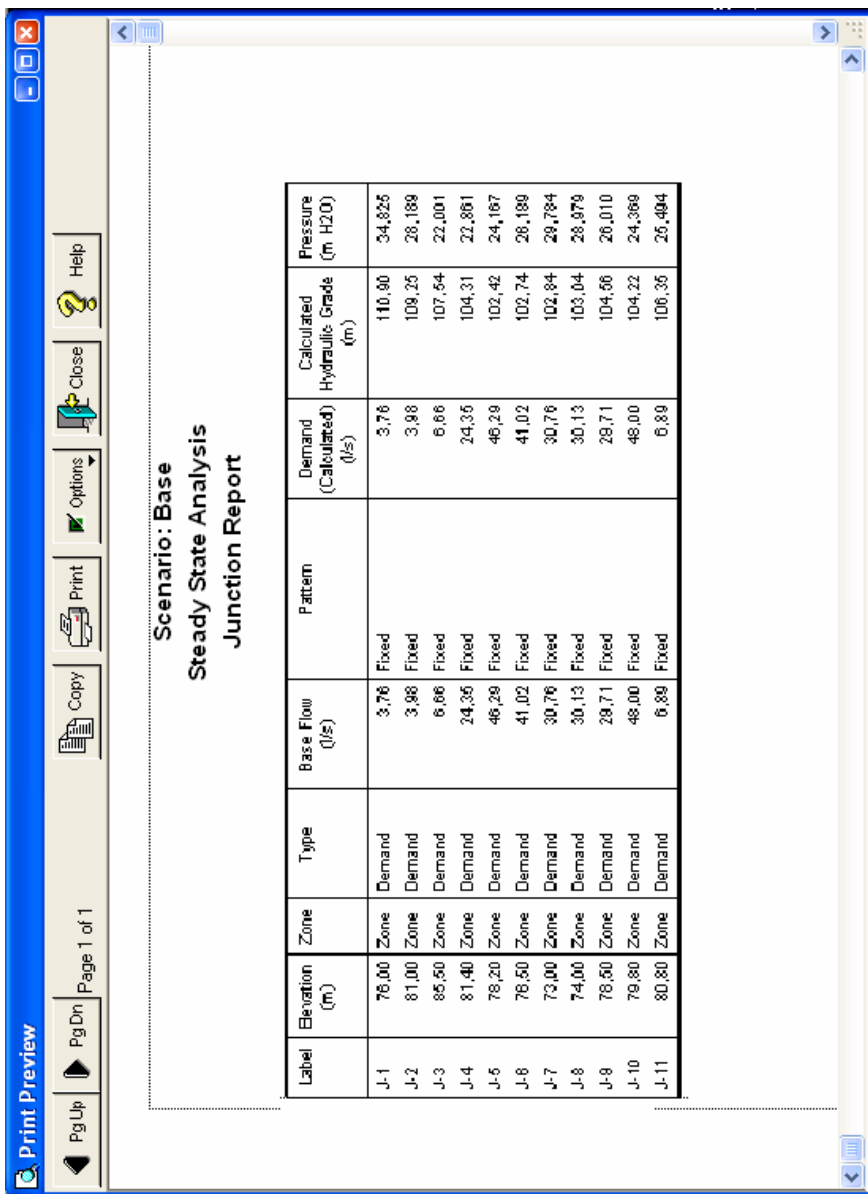 Print Preview
PgUp PgDn Page 1 of 1 Copy Print Options Close Help
Scenario: Base
Steady State Analysis
Junction Report
Label Elevation (m) Zone Type Base Flow (l/s) Pattern Demand (Calculated) (l/s) Calculated Hydraulic Grade (m) Pressure (m H2O)
J-1 76,00 Zone Demand 3,76 Fixed 3,76 110,90 34,825
J-2 81,00 Zone Demand 3,98 Fixed 3,98 109,25 28,189
J-3 85,50 Zone Demand 6,66 Fixed 6,66 107,54 22,001
J-4 81,40 Zone Demand 24,35 Fixed 24,35 104,31 22,861
J-5 78,20 Zone Demand 46,29 Fixed 46,29 102,42 24,167
J-6 76,50 Zone Demand 41,02 Fixed 41,02 102,74 26,189
J-7 73,00 Zone Demand 30,76 Fixed 30,76 102,84 29,784
J-8 74,00 Zone Demand 30,13 Fixed 30,13 103,04 28,979
J-9 78,50 Zone Demand 29,71 Fixed 29,71 104,56 26,010
J-10 79,80 Zone Demand 48,00 Fixed 48,00 104,22 24,369
J-11 80,80 Zone Demand 6,89 Fixed 6,89 106,35 25,494